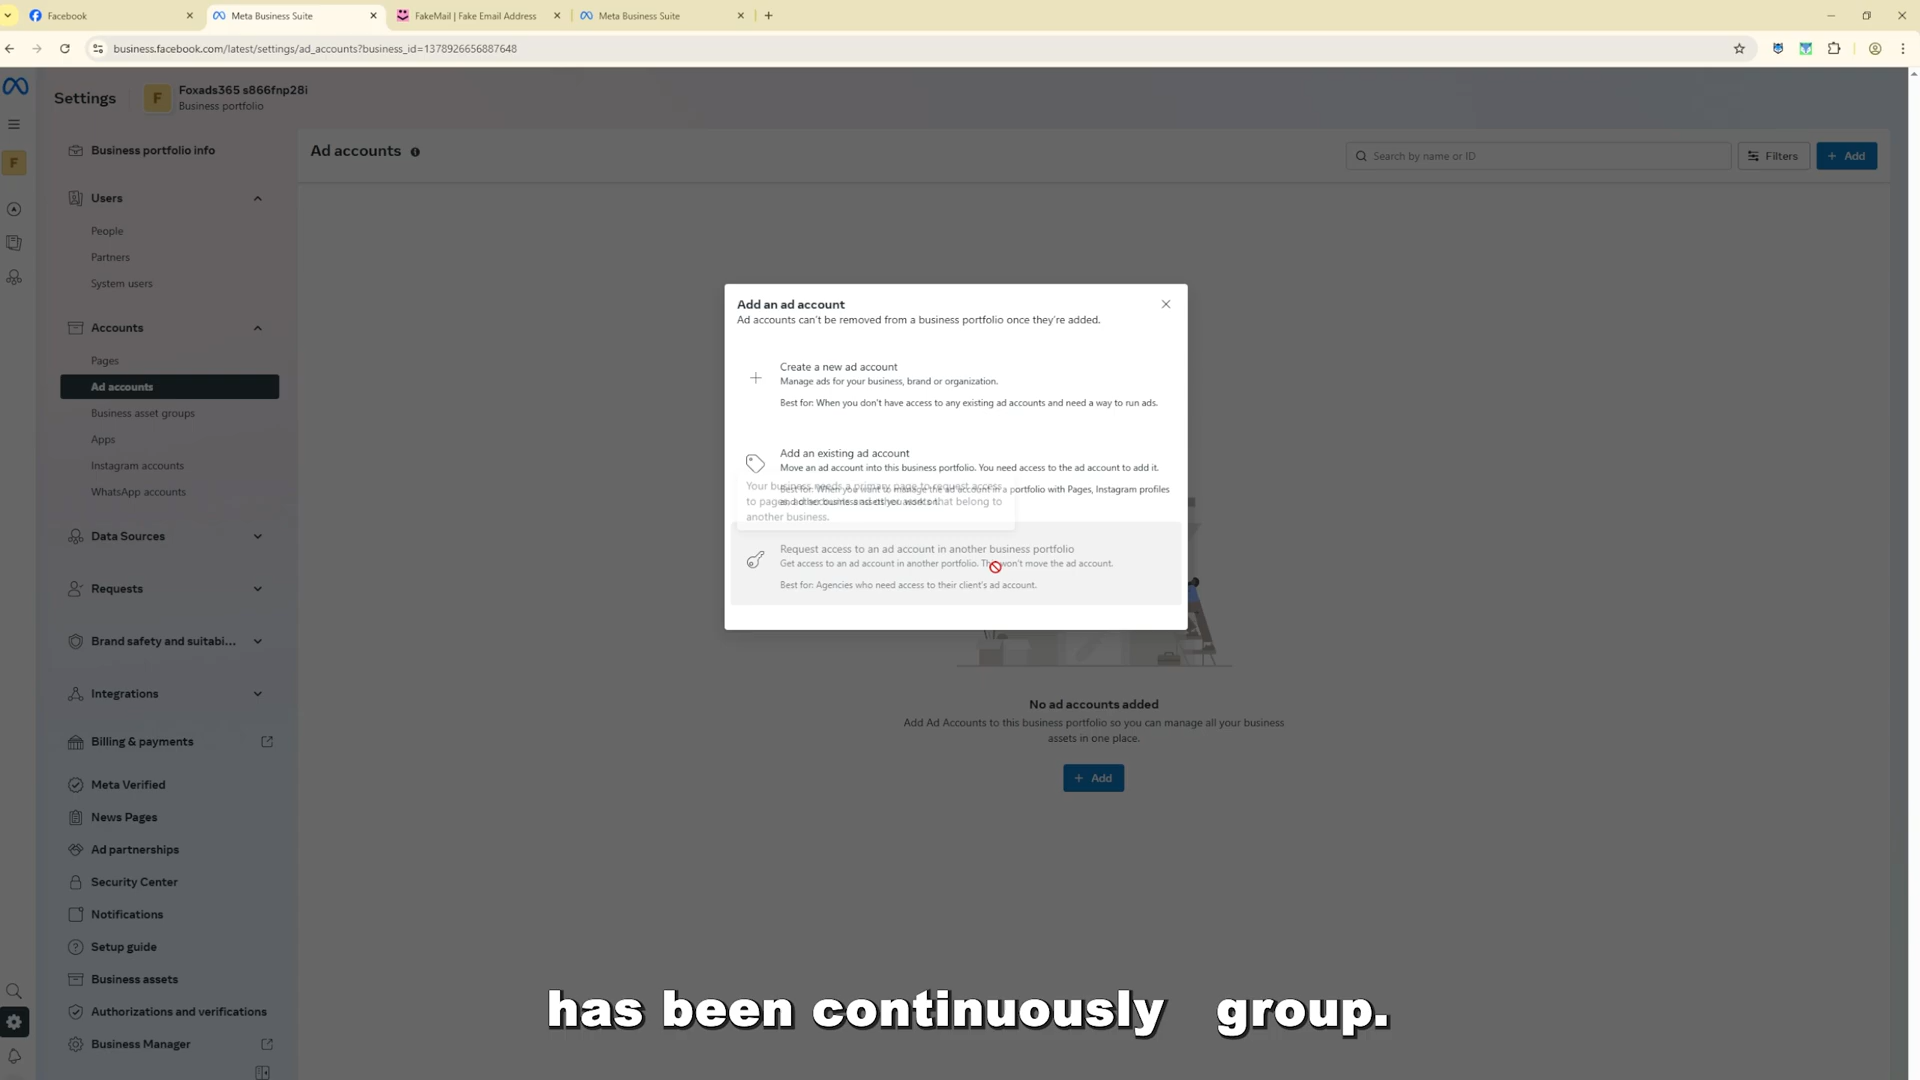 Facebook
Meta Business Suite
FakeMail | Fake Email Address
Meta Business Suite
business.facebook.com/latest/settings/ad_accounts?business_id=1378926656887648
Settings
F
Foxads365 s866fnp28i
Business portfolio
F
Business portfolio info
Users
People
Partners
System users
Accounts
Pages
Ad accounts
Business asset groups
Apps
Instagram accounts
WhatsApp accounts
Data Sources
Requests
Brand safety and suitabi...
Integrations
Billing & payments
Meta Verified
News Pages
Ad partnerships
Security Center
Notifications
Setup guide
Business assets
Authorizations and verifications
Business Manager
Ad accounts
Search by name or ID
Filters
+ Add
Add an ad account
Ad accounts can't be removed from a business portfolio once they're added.
Create a new ad account
Manage ads for your business, brand or organization.
Best for: When you don't have access to any existing ad accounts and need a way to run ads.
Add an existing ad account
Move an ad account into this business portfolio. You need access to the ad account to add it.
Best for: When you want to manage the ad account in a portfolio with Pages, Instagram profiles
Your business needs a primary page to request access
to pages, ad accounts and other assets that belong to
another business.
Request access to an ad account in another business portfolio
Get access to an ad account in another portfolio. This won't move the ad account.
Best for: Agencies who need access to their client's ad account.
No ad accounts added
Add Ad Accounts to this business portfolio so you can manage all your business
assets in one place.
+ Add
has been continuously group.